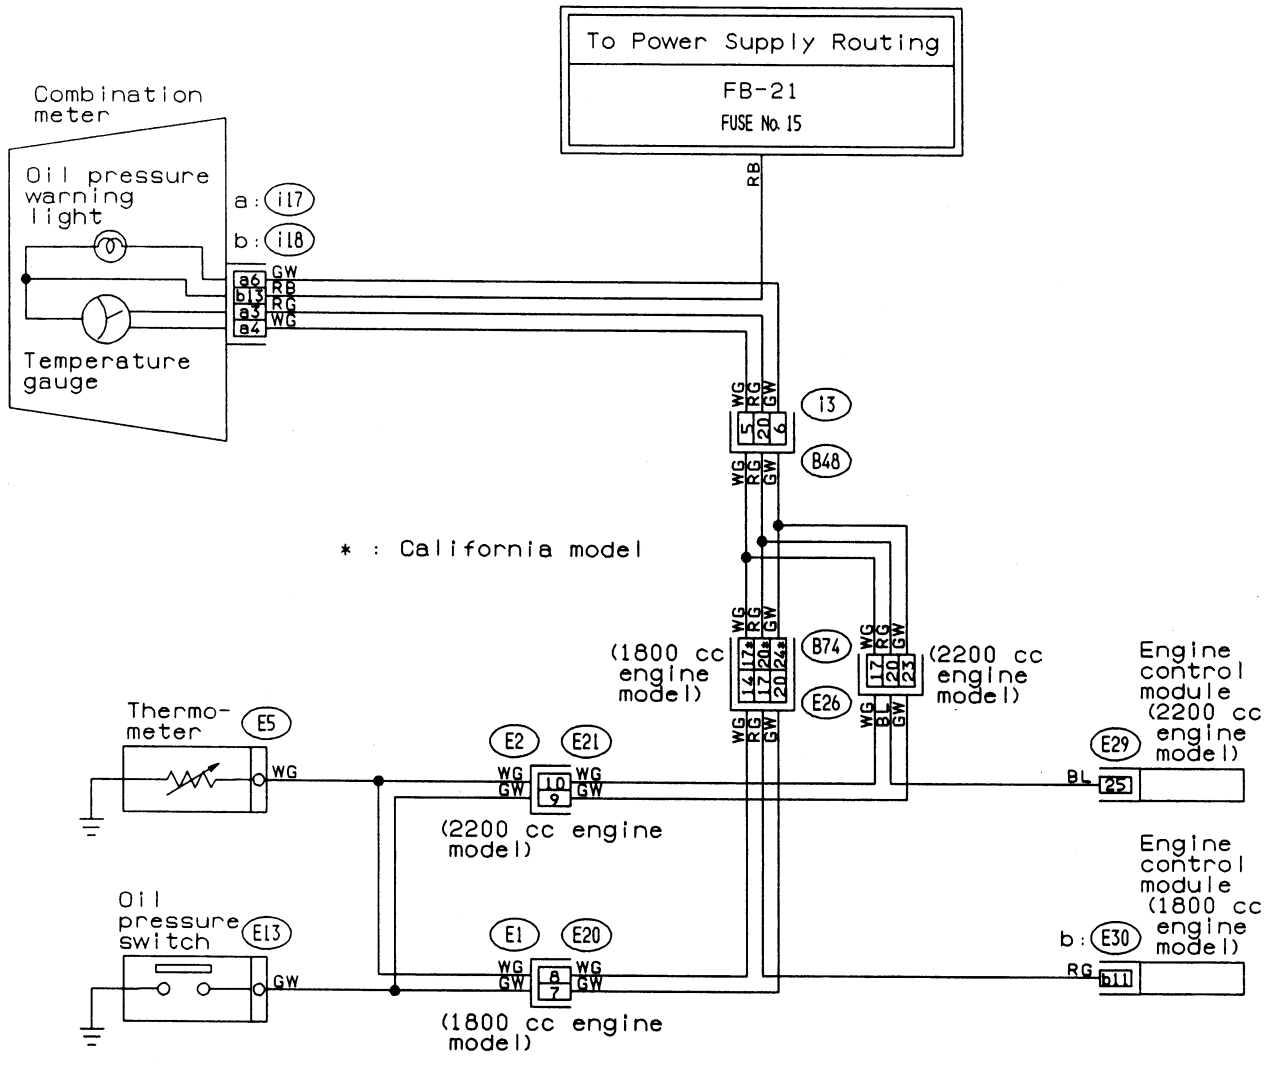 To Power Supply Routing
FB-21
FUSE No. 15
RB
Combination
meter
Oil pressure
warning
light
a: i17
b: i18
a6 GW
b13 RB
a3 RG
a4 WG
Temperature
gauge
WG RG GW
5 20 6
i3
B48
WG RG GW
* : California model
WG RG GW
17* 20* 24*
14 17 20
B74
E26
(1800 cc
engine
model)
WG RG GW
WG RG GW
17 20 23
(2200 cc
engine
model)
WG BL GW
Engine
control
module
(2200 cc
engine
model)
E29
BL 25
Thermo-
meter
E5
WG
E2 E21
WG 10 WG
GW 9 GW
(2200 cc engine
model)
Engine
control
module
(1800 cc
engine
model)
b: E30
RG b11
Oil
pressure
switch
E13
GW
E1 E20
WG 8 WG
GW 7 GW
(1800 cc engine
model)